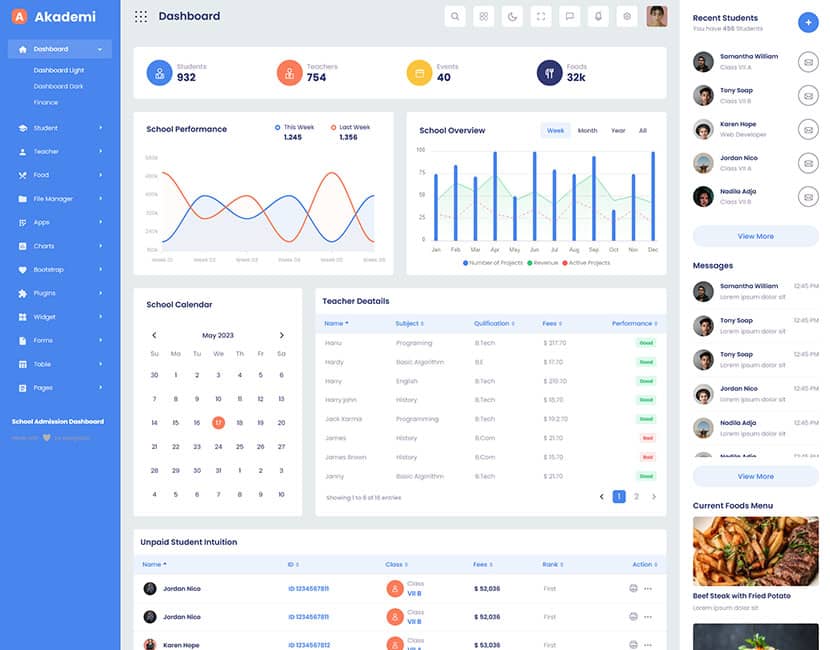 Akademi
Dashboard
Dashboard Light
Dashboard Dark
Finance
Student
Teacher
Food
File Manager
Apps
Charts
Bootstrap
Plugins
Widget
Forms
Table
Pages
School Admission Dashboard
Dashboard
Students
932
Teachers
754
Events
40
Foods
32k
School Performance
This Week
1.245
Last Week
1.356
Week 01 Week 02 Week 03 Week 04 Week 05 Week 06
School Overview
Week Month Year All
100
75
50
25
0
Jan Feb Mar Apr May Jun Jul Aug Sep Oct Nov Dec
Number of Projects Revenue Active Projects
School Calendar
May 2023
Su Mo Tu We Th Fr Sa
30 1 2 3 4 5 6
7 8 9 10 11 12 13
14 15 16 17 18 19 20
21 22 23 24 25 26 27
28 29 30 31 1 2 3
4 5 6 7 8 9 10
Teacher Deatails
Name Subject Qulification Fees Performance
Hanu Programing B.Tech $ 217.70 Good
Hardy Basic Algorithm B.E $ 17.70 Good
Harry English B.Tech $ 219.70 Good
Harry john History B.Tech $ 18.70 Good
Jack Karma Programming B.Tech $ 19.2.70 Good
James History B.Com $ 21.70 Bad
James Brown History B.Com $ 15.70 Bad
Janny Basic Algorithm B.Tech $ 21.70 Good
Showing 1 to 8 of 16 entries
1 2
Unpaid Student Intuition
Name ID Class Fees Rank Action
Jordan Nico ID 1234567811 Class VII B $ 52,036 First
Jordan Nico ID 1234567811 Class VII B $ 52,036 First
Karen Hope ID 1234567812 Class VII A $ 53,036 First
Recent Students
You have 456 Students
Samantha William
Class VII A
Tony Soap
Class VII B
Karen Hope
Web Developer
Jordan Nico
Class VII A
Nadila Adja
Class VII B
View More
Messages
Samantha William 12:45 PM
Lorem ipsum dolor sit
Tony Soap 12:45 PM
Lorem ipsum dolor sit
Tony Soap 12:45 PM
Lorem ipsum dolor sit
Jordan Nico 12:45 PM
Lorem ipsum dolor sit
Nadila Adja 12:45 PM
Lorem ipsum dolor sit
Nadila Adja 12:45 PM
View More
Current Foods Menu
Beef Steak with Fried Potato
Lorem ipsum dolor sit